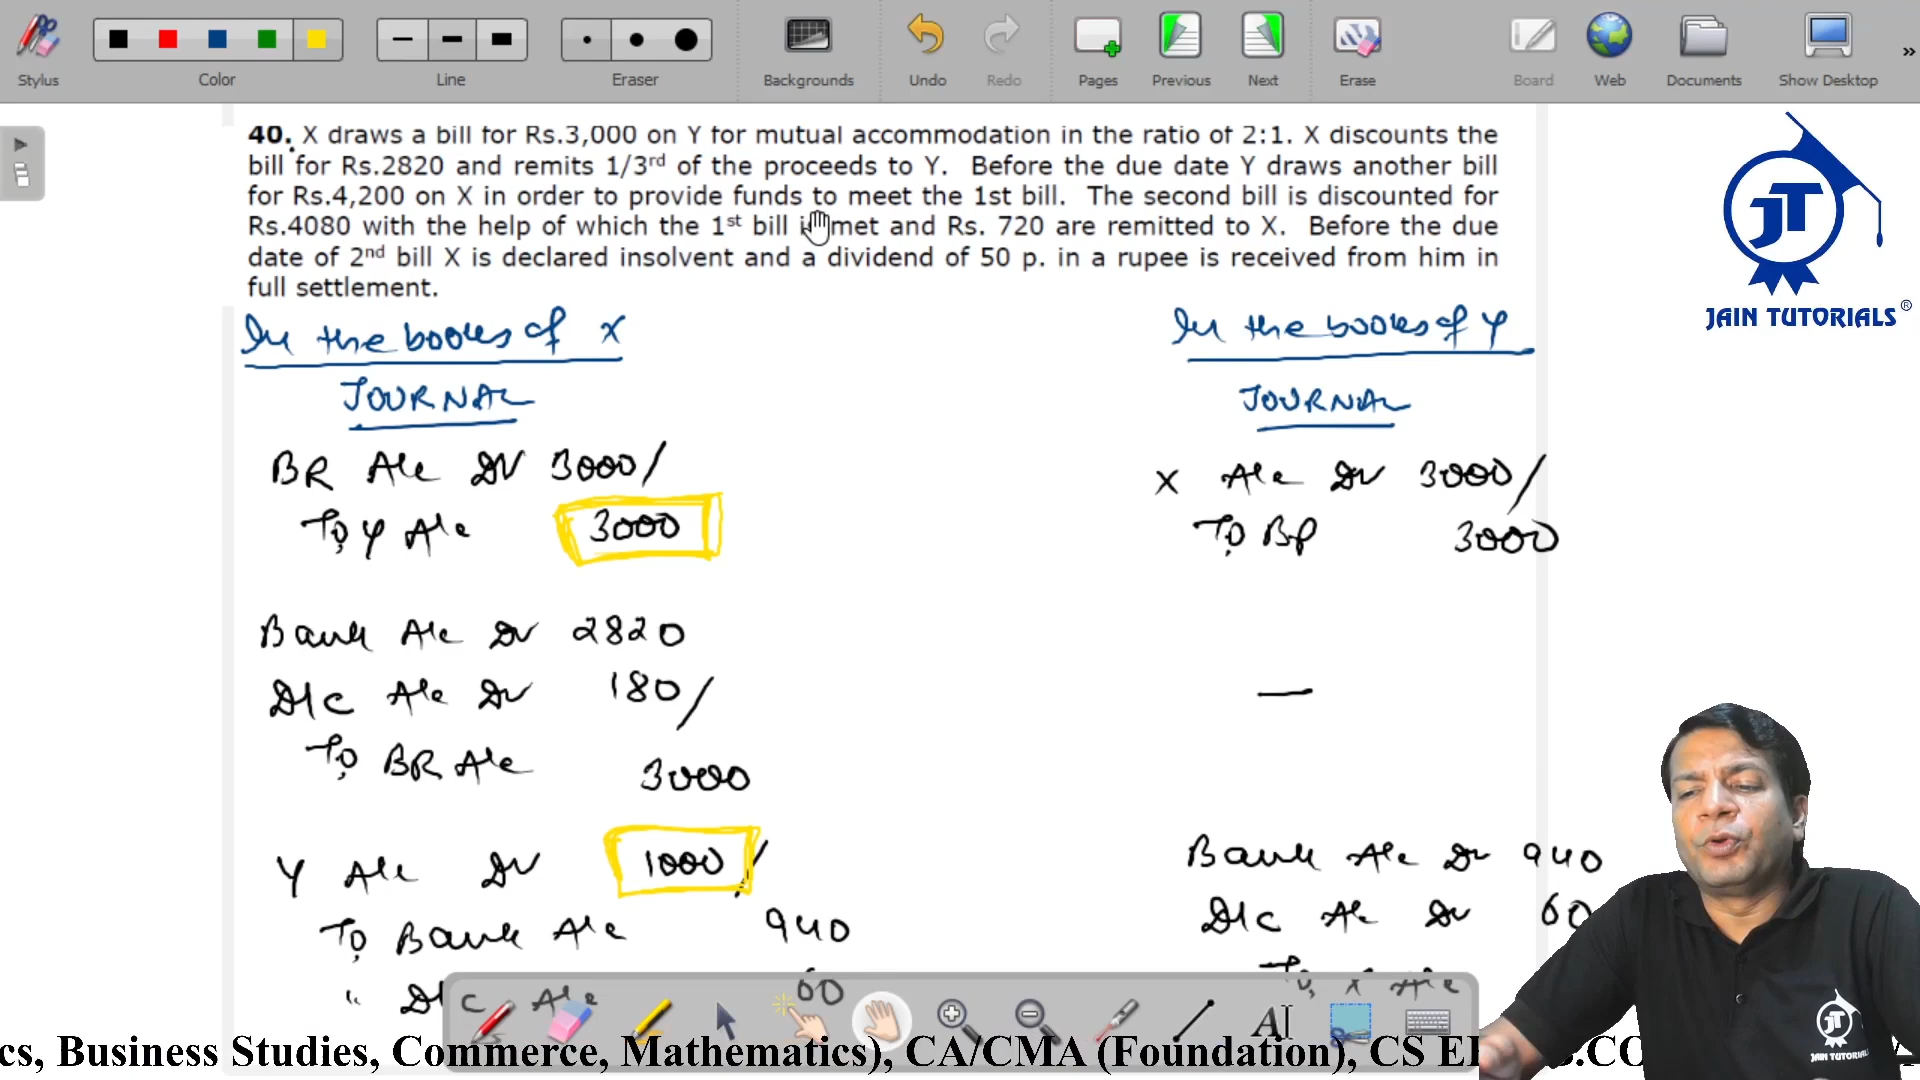 Stylus Color Line Eraser Backgrounds Undo Redo Pages Previous Next Erase Board Web Documents Show Desktop »
40. X draws a bill for Rs.3,000 on Y for mutual accommodation in the ratio of 2:1. X discounts the
bill for Rs.2820 and remits 1/3rd of the proceeds to Y. Before the due date Y draws another bill
for Rs.4,200 on X in order to provide funds to meet the 1st bill. The second bill is discounted for
Rs.4080 with the help of which the 1st bill is met and Rs. 720 are remitted to X. Before the due
date of 2nd bill X is declared insolvent and a dividend of 50 p. in a rupee is received from him in
full settlement.
JT
JAIN TUTORIALS®
In the books of X
JOURNAL
BR A/c Dr 3000/
To Y A/c 3000
Bank A/c Dr 2820
D/c A/c Dr 180/
To BR A/c 3000
Y A/c Dr 1000/
To Bank A/c 940
" D/c A/c 60
In the books of Y
JOURNAL
X A/c Dr 3000/
To BP 3000
—
Bank A/c Dr 940
D/c A/c Dr 60
To X A/c
JT
JAIN TUTORIALS
cs, Business Studies, Commerce, Mathematics), CA/CMA (Foundation), CS